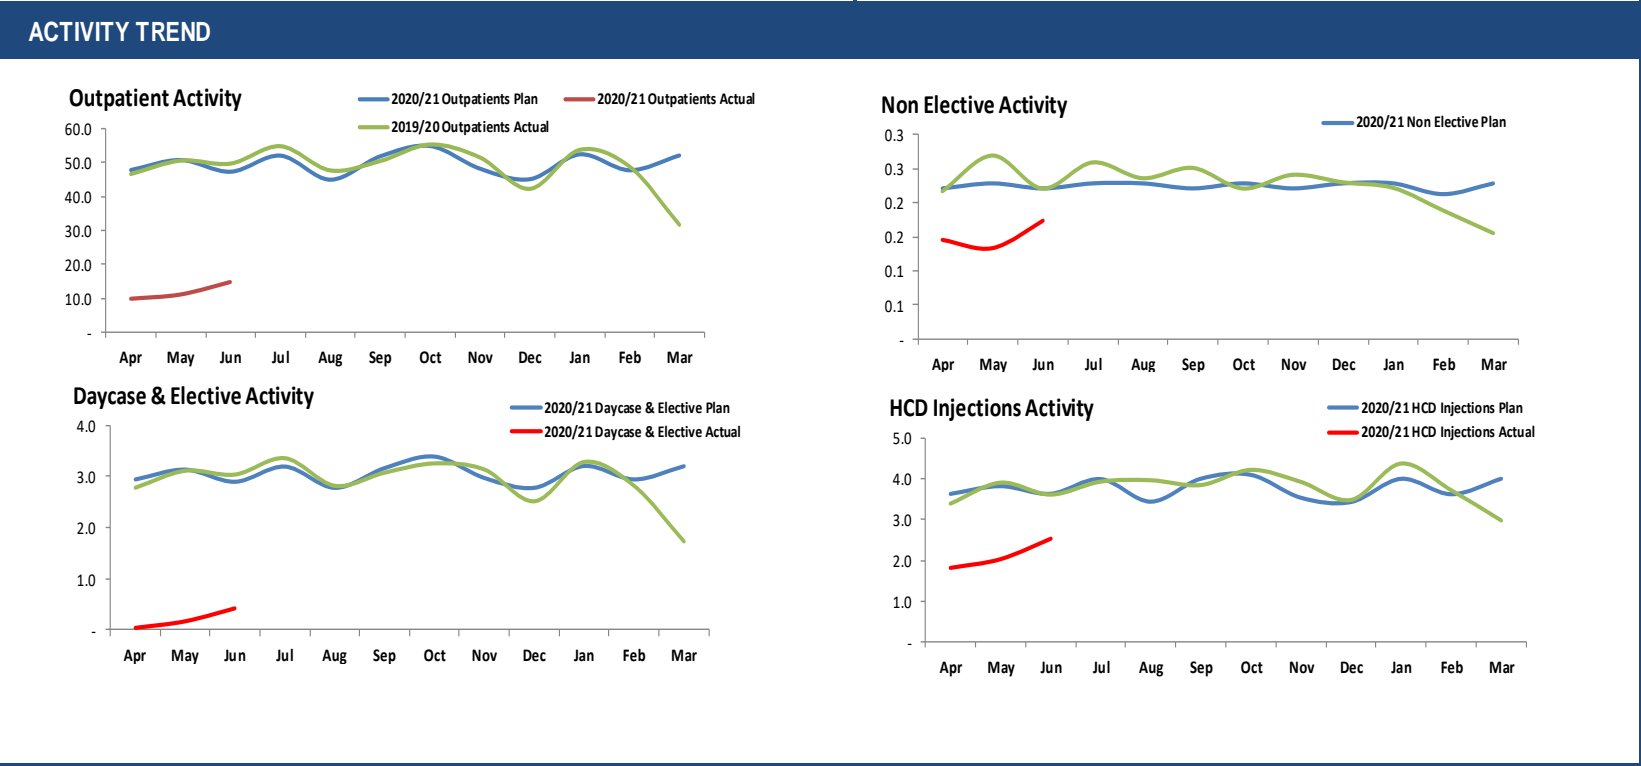 ACTIVITY TREND
Outpatient Activity
2020/21 Outpatients Plan
2020/21 Outpatients Actual
2019/20 Outpatients Actual
60.0
50.0
40.0
30.0
20.0
10.0
-
Apr May Jun Jul Aug Sep Oct Nov Dec Jan Feb Mar
Non Elective Activity
2020/21 Non Elective Plan
0.3
0.3
0.2
0.2
0.1
0.1
-
Apr May Jun Jul Aug Sep Oct Nov Dec Jan Feb Mar
Daycase & Elective Activity
2020/21 Daycase & Elective Plan
2020/21 Daycase & Elective Actual
4.0
3.0
2.0
1.0
-
Apr May Jun Jul Aug Sep Oct Nov Dec Jan Feb Mar
HCD Injections Activity
2020/21 HCD Injections Plan
2020/21 HCD Injections Actual
5.0
4.0
3.0
2.0
1.0
-
Apr May Jun Jul Aug Sep Oct Nov Dec Jan Feb Mar